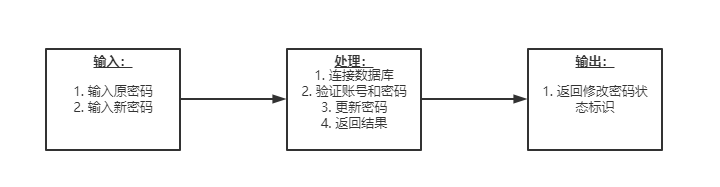 输入：
1. 输入原密码
2. 输入新密码
处理：
1. 连接数据库
2. 验证账号和密码
3. 更新密码
4. 返回结果
输出：
1. 返回修改密码状
态标识